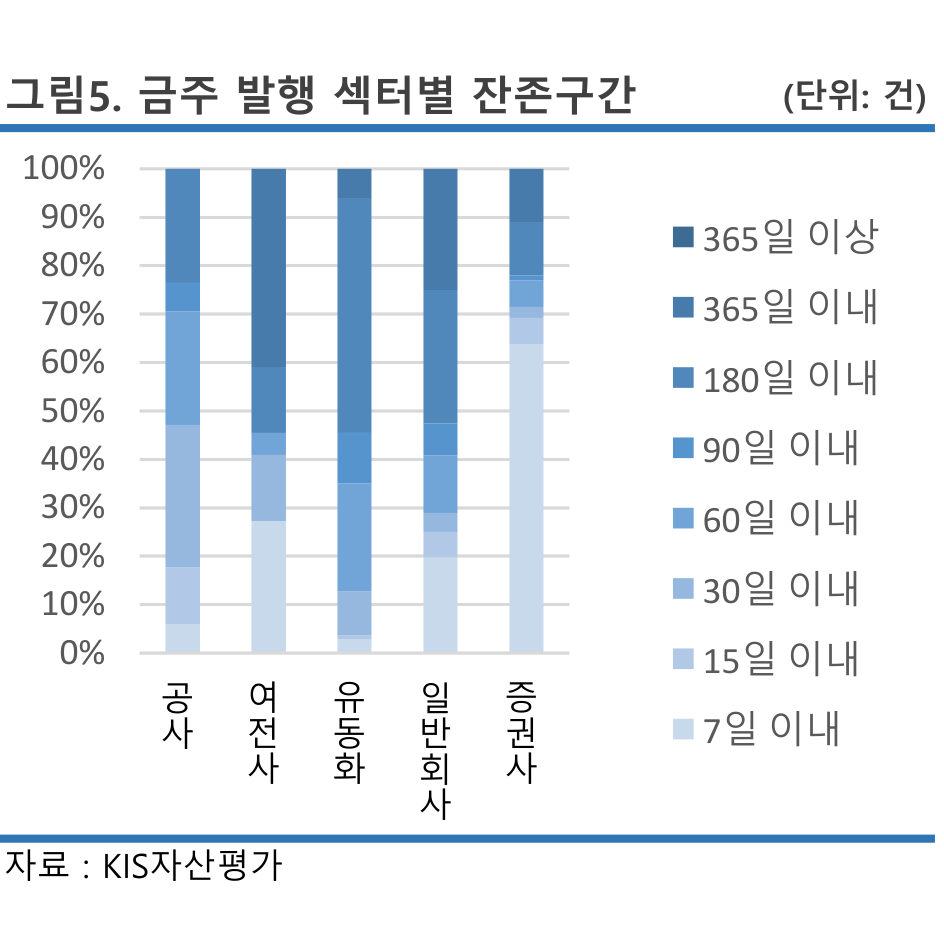 그림5. 금주 발행 섹터별 잔존구간 (단위: 건)
100%
90%
80%
70%
60%
50%
40%
30%
20%
10%
0%
공사
여전사
유동화
일반회사
증권사
365일 이상
365일 이내
180일 이내
90일 이내
60일 이내
30일 이내
15일 이내
7일 이내
자료 : KIS자산평가